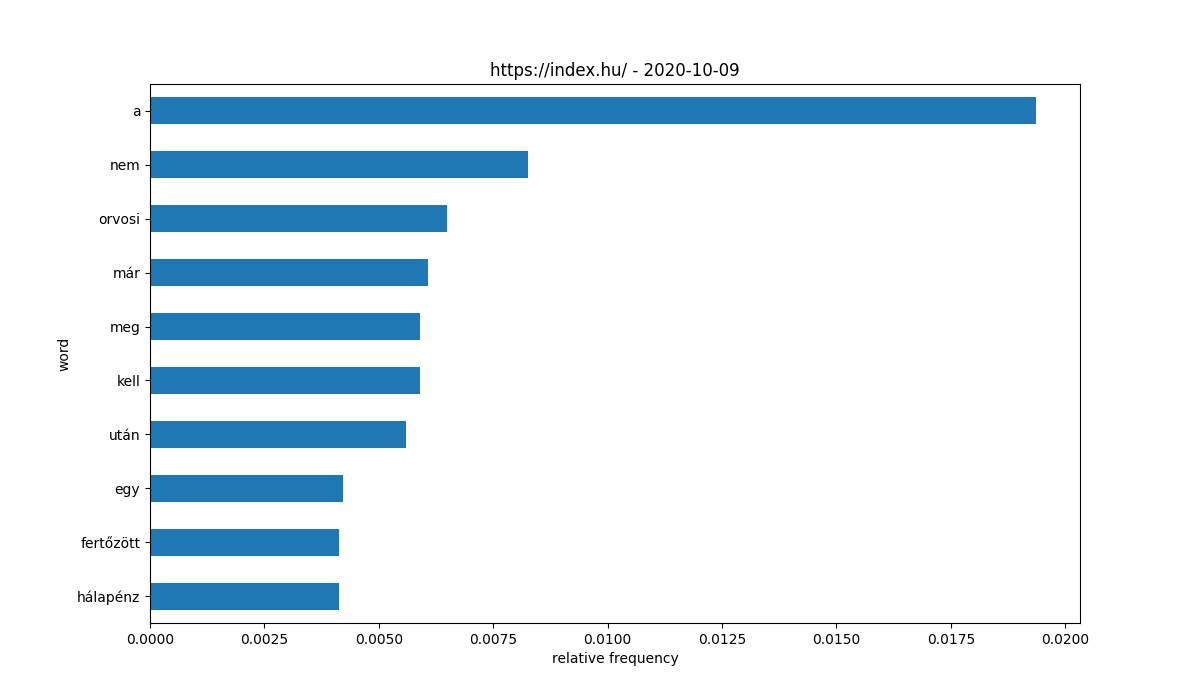 https://index.hu/ - 2020-10-09
a
nem
orvosi
már
meg
kell
után
egy
fertőzött
hálapénz
word
0.0000 0.0025 0.0050 0.0075 0.0100 0.0125 0.0150 0.0175 0.0200
relative frequency